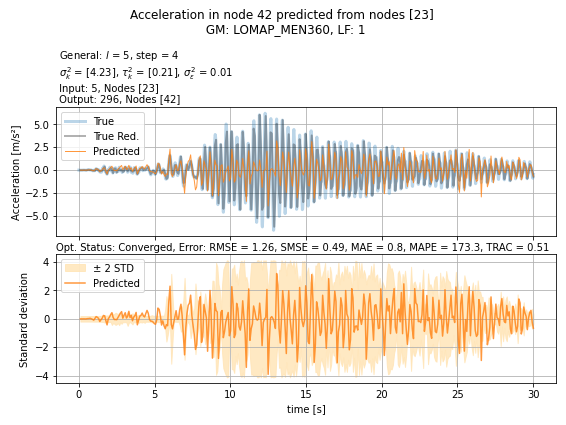 Acceleration in node 42 predicted from nodes [23]
GM: LOMAP_MEN360, LF: 1
General: l = 5, step = 4
σ²ₖ = [4.23], τ²ₖ = [0.21], σ²ₑ = 0.01
Input: 5, Nodes [23]
Output: 296, Nodes [42]
True
True Red.
Predicted
Acceleration [m/s²]
5.0
2.5
0.0
−2.5
−5.0
Opt. Status: Converged, Error: RMSE = 1.26, SMSE = 0.49, MAE = 0.8, MAPE = 173.3, TRAC = 0.51
± 2 STD
Predicted
Standard deviation
4
2
0
−2
−4
0 5 10 15 20 25 30
time [s]